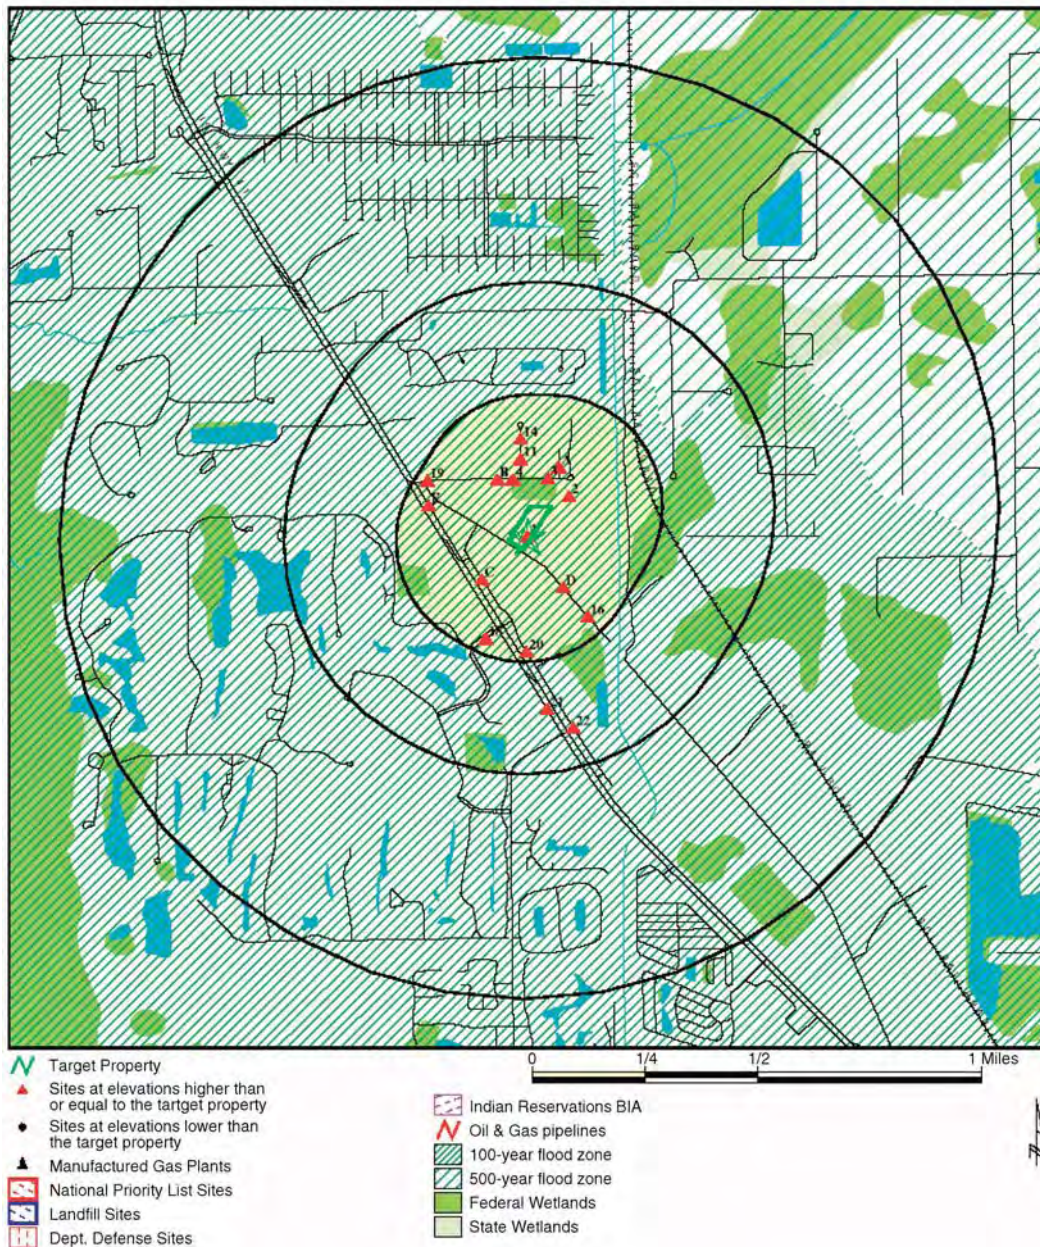 14
11
19
B
4
2
E
C
D
16
20
22
0
1/4
1/2
1 Miles
Target Property
Sites at elevations higher than
or equal to the tartget property
Sites at elevations lower than
the target property
Manufactured Gas Plants
National Priority List Sites
Landfill Sites
Dept. Defense Sites
Indian Reservations BIA
Oil & Gas pipelines
100-year flood zone
500-year flood zone
Federal Wetlands
State Wetlands